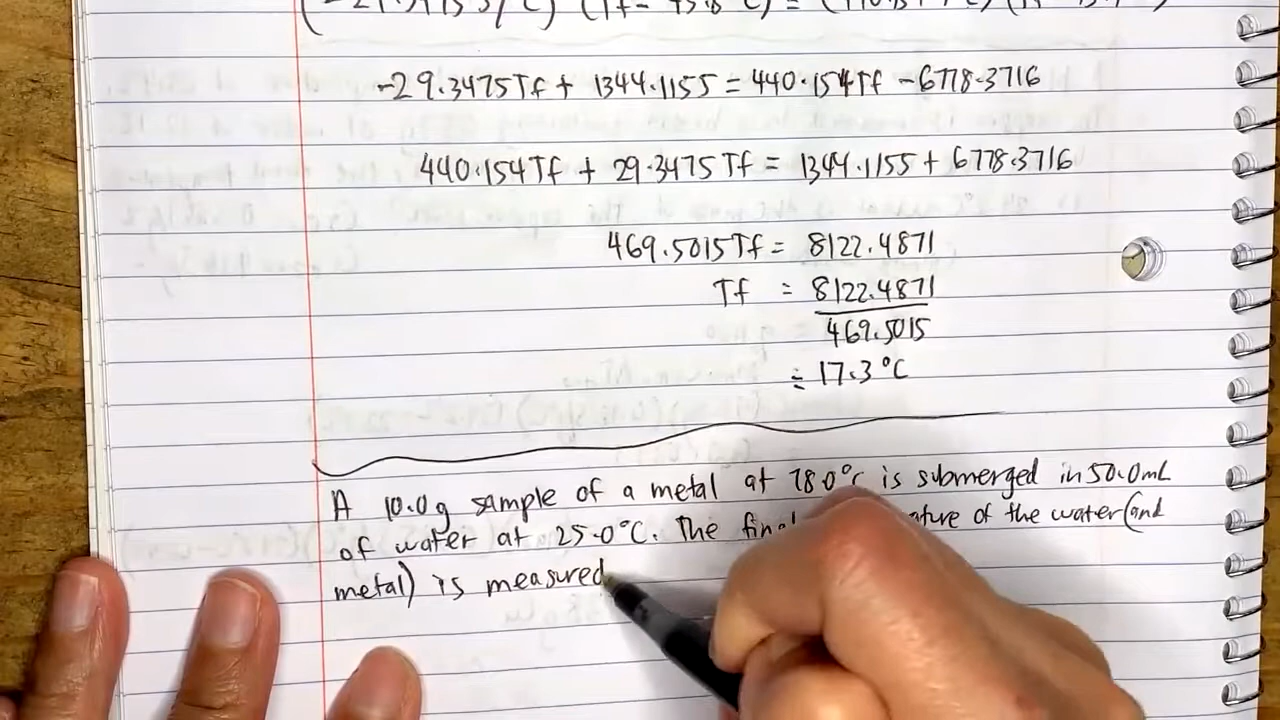 -29.3475Tf + 1344.1155 = 440.154Tf - 6778.3716
440.154Tf + 29.3475Tf = 1344.1155 + 6778.3716
469.5015Tf = 8122.4871
Tf = 8122.4871
469.5015
= 17.3°C
A 10.0g sample of a metal at 78.0°C is submerged in 50.0mL
of water at 25.0°C. The final of the water (and
metal) is measured